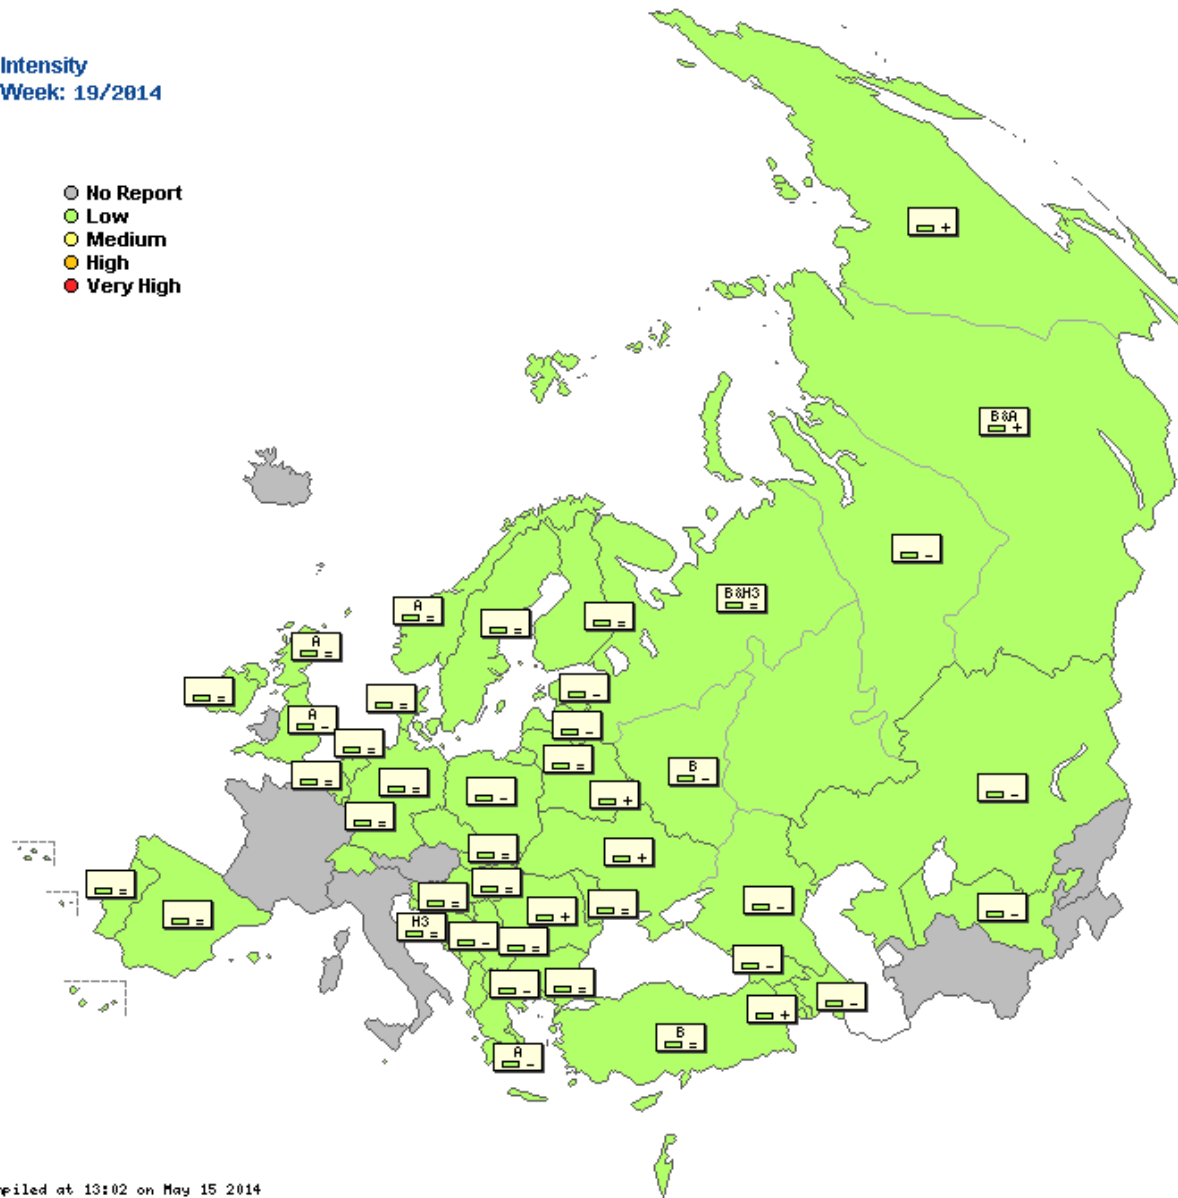 Intensity
Week: 19/2014
No Report
Low
Medium
High
Very High
+
B&A
+
-
B&H3
=
A
=
=
=
A
=
=
=
-
A
-
=
-
=
=
=
=
B
-
-
-
+
=
=
+
=
=
=
=
+
=
-
-
H3
=
-
=
-
-
=
-
+
B
=
A
-
piled at 13:02 on May 15 2014